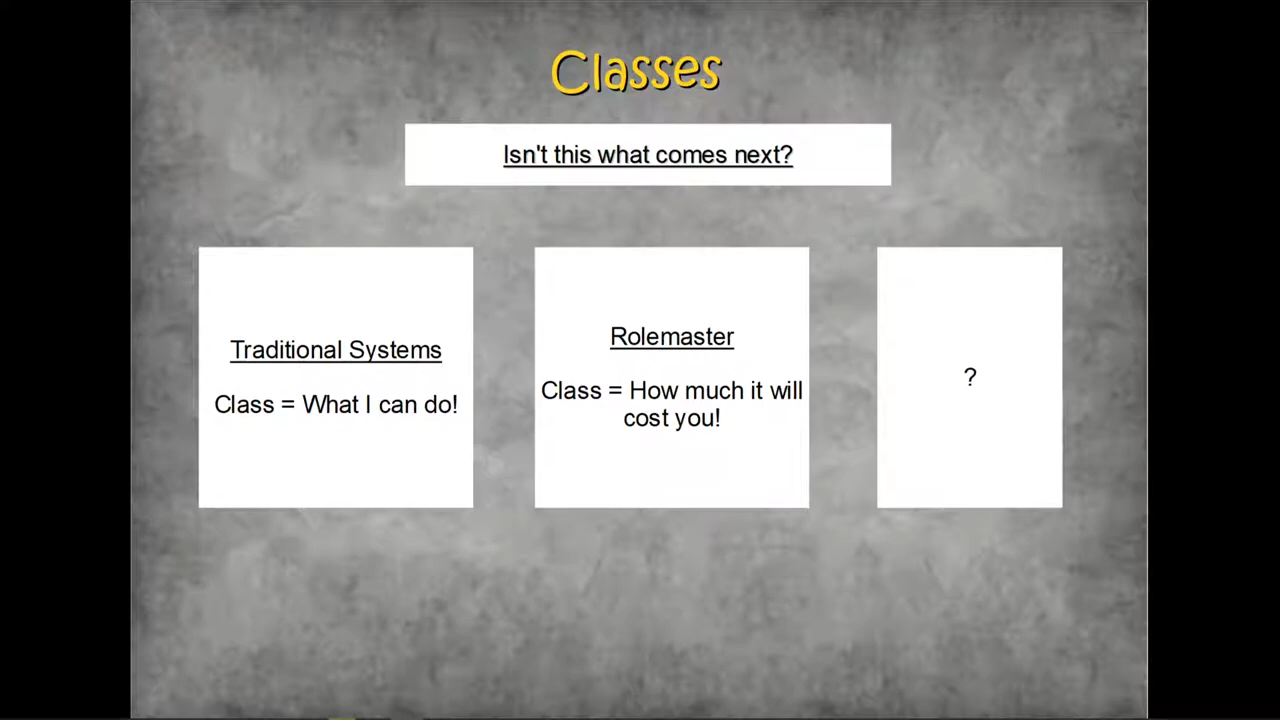 Classes
Isn't this what comes next?
Traditional Systems
Class = What I can do!
Rolemaster
Class = How much it will
cost you!
?